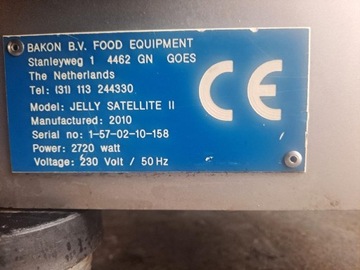 BAKON B.V. FOOD EQUIPMENT
Stanleyweg 1 4462 GN GOES
The Netherlands
Tel: (31) 113 244330
Model: JELLY SATELLITE II
Manufactured: 2010
Serial no: 1-57-02-10-158
Power: 2720 watt
Voltage: 230 Volt / 50 Hz
CE